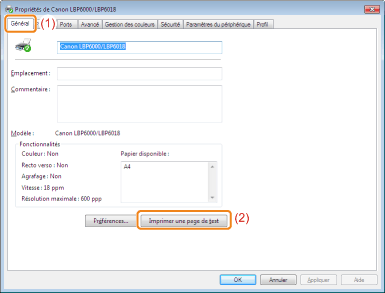 Propriétés de Canon LBP6000/LBP6018
Général (1) Ports Avancé Gestion des couleurs Sécurité Paramètres du périphérique Profil
Canon LBP6000/LBP6018
Emplacement :
Commentaire :
Modèle : Canon LBP6000/LBP6018
Fonctionnalités
Couleur : Non Papier disponible :
Recto verso : Non A4
Agrafage : Non
Vitesse : 18 ppm
Résolution maximale : 600 ppp
Préférences... Imprimer une page de test (2)
OK Annuler Appliquer Aide